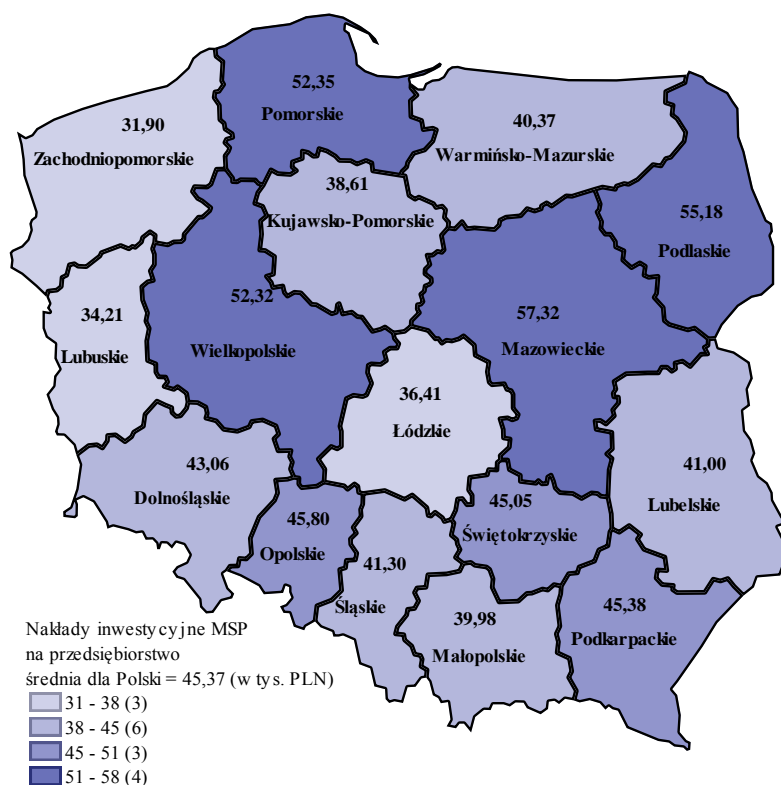 52,35
Pomorskie
31,90
Zachodniopomorskie
40,37
Warmińsko-Mazurskie
38,61
Kujawsko-Pomorskie
55,18
Podlaskie
34,21
Lubuskie
52,32
Wielkopolskie
57,32
Mazowieckie
36,41
Łódzkie
43,06
Dolnośląskie
41,00
Lubelskie
45,80
Opolskie
45,05
Świętokrzyskie
41,30
Śląskie
39,98
Małopolskie
45,38
Podkarpackie
Nakłady inwestycyjne MSP
na przedsiębiorstwo
średnia dla Polski = 45,37 (w tys. PLN)
31 - 38 (3)
38 - 45 (6)
45 - 51 (3)
51 - 58 (4)